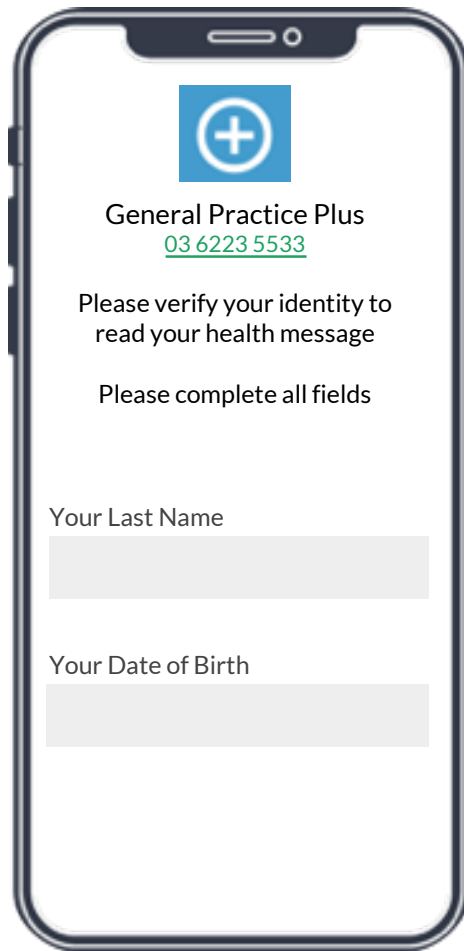 General Practice Plus
03 6223 5533
Please verify your identity to
read your health message
Please complete all fields
Your Last Name
Your Date of Birth